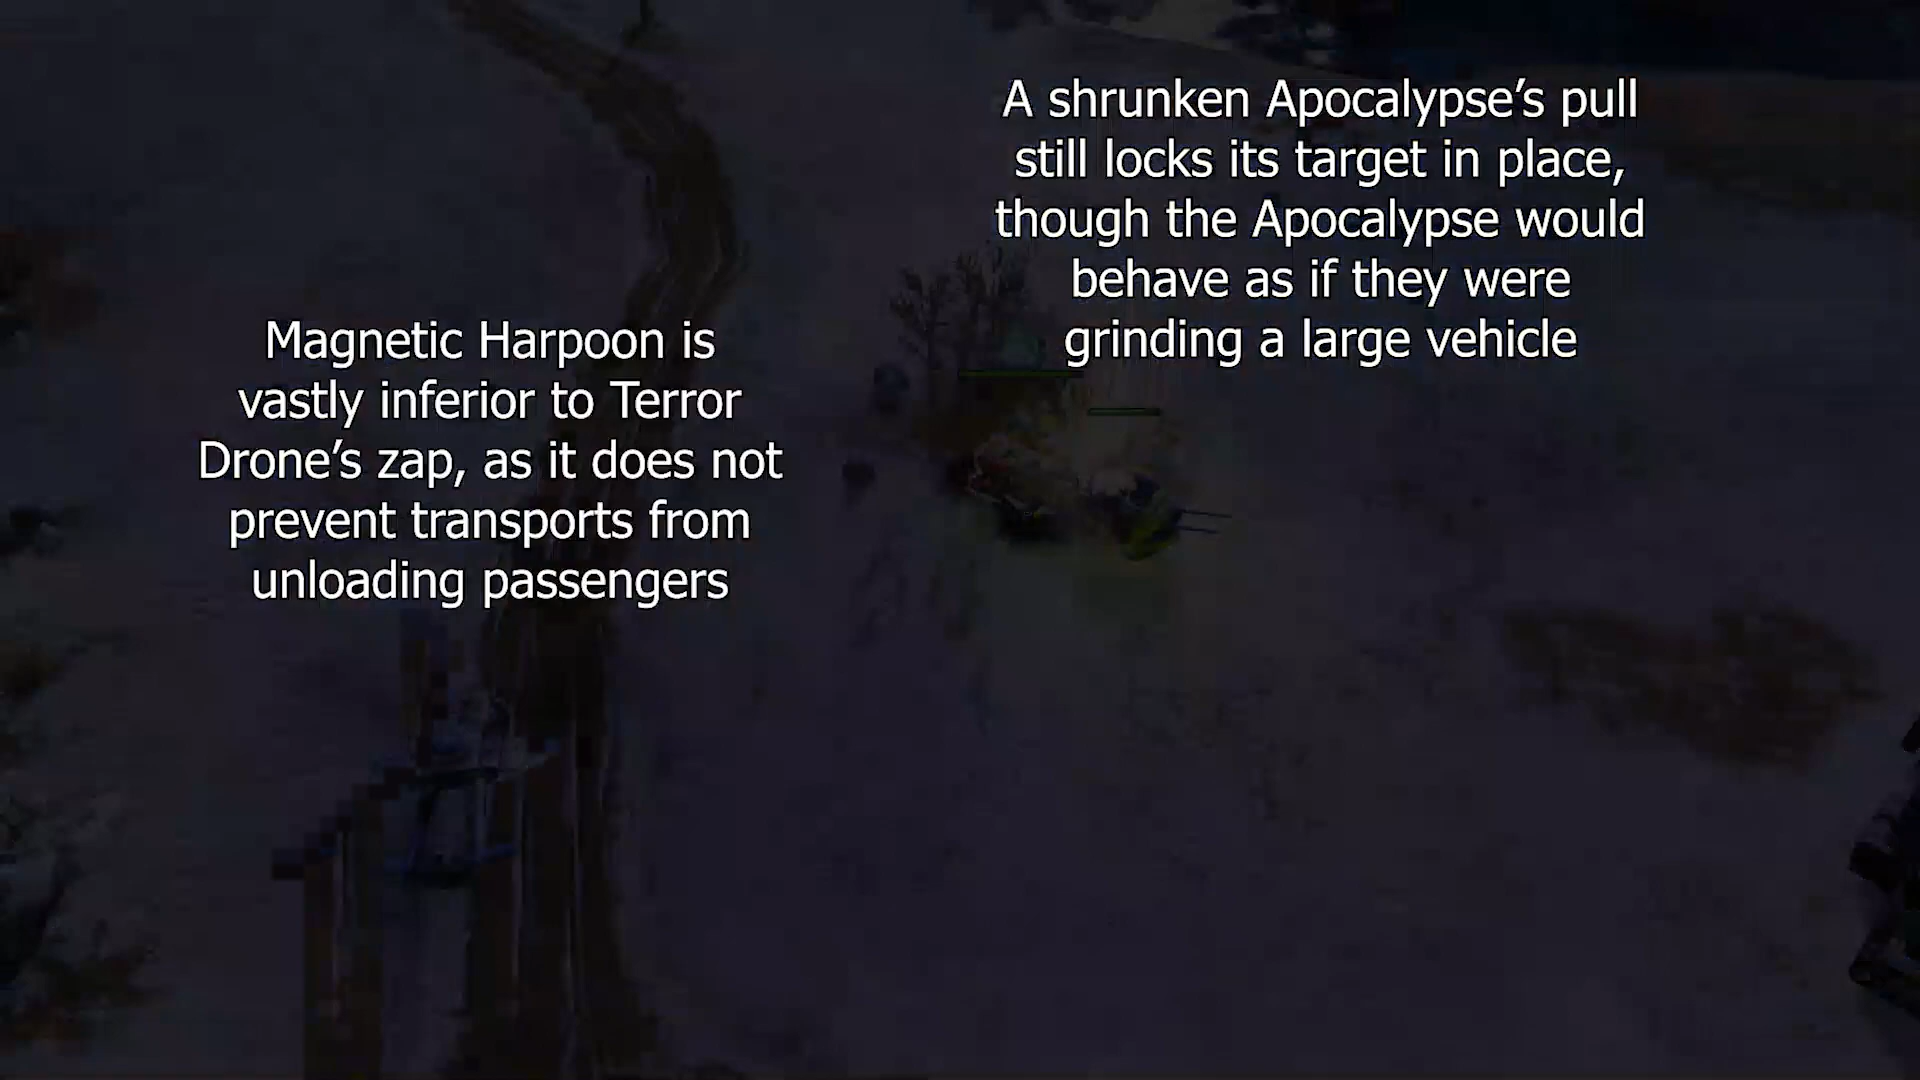 A shrunken Apocalypse’s pull
still locks its target in place,
though the Apocalypse would
behave as if they were
grinding a large vehicle
Magnetic Harpoon is
vastly inferior to Terror
Drone’s zap, as it does not
prevent transports from
unloading passengers